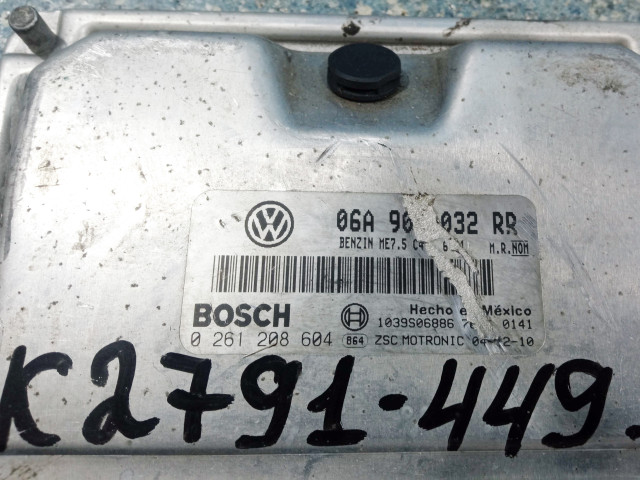 06A 032 RR
BENZIN ME7.5 M.R.NOM
BOSCH
Hecho México
1039S06886 0141
0 261 208 604 864 ZSC MOTRONIC
K2791-449.